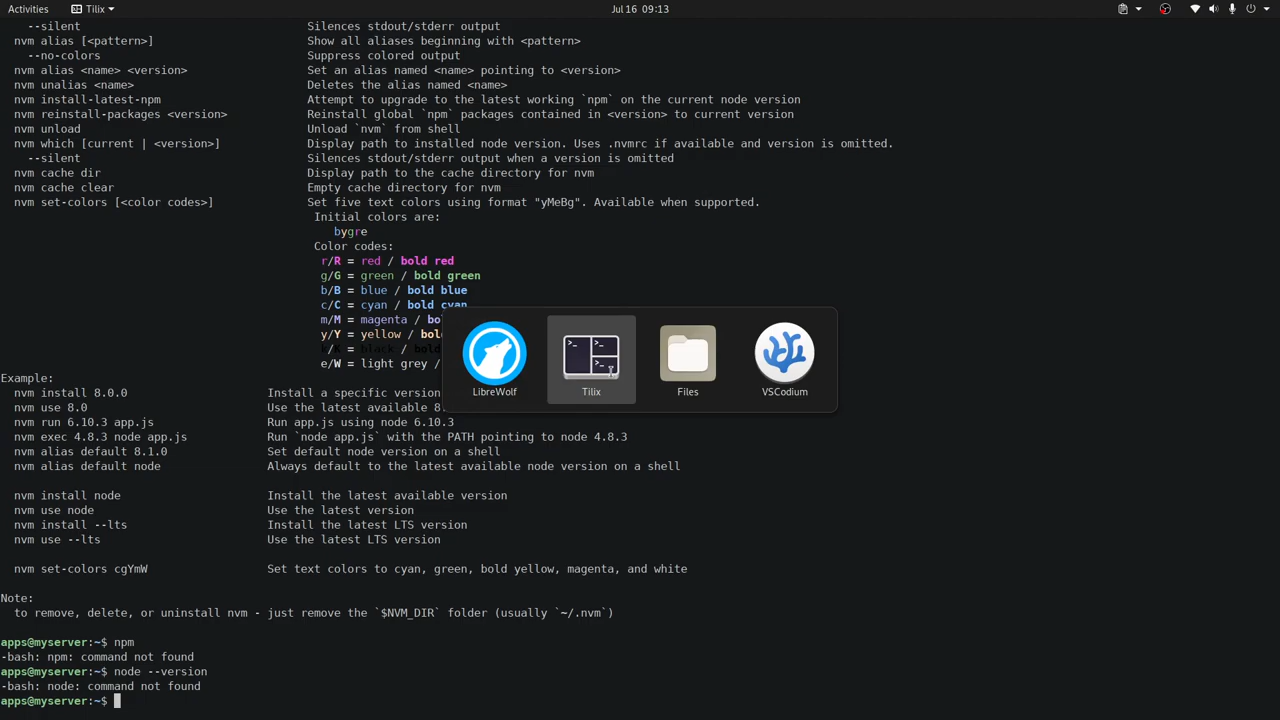 Activities
Tilix
Jul 16 09:13
--silent Silences stdout/stderr output
nvm alias [<pattern>] Show all aliases beginning with <pattern>
--no-colors Suppress colored output
nvm alias <name> <version> Set an alias named <name> pointing to <version>
nvm unalias <name> Deletes the alias named <name>
nvm install-latest-npm Attempt to upgrade to the latest working `npm` on the current node version
nvm reinstall-packages <version> Reinstall global `npm` packages contained in <version> to current version
nvm unload Unload `nvm` from shell
nvm which [current | <version>] Display path to installed node version. Uses .nvmrc if available and version is omitted.
--silent Silences stdout/stderr output when a version is omitted
nvm cache dir Display path to the cache directory for nvm
nvm cache clear Empty cache directory for nvm
nvm set-colors [<color codes>] Set five text colors using format "yMeBg". Available when supported.
Initial colors are:
bygre
Color codes:
r/R = red / bold red
g/G = green / bold green
b/B = blue / bold blue
c/C = cyan / bold cyan
m/M = magenta /
y/Y = yellow /
black /
e/W = light grey /
LibreWolf
Tilix
Files
VSCodium
Example:
nvm install 8.0.0 Install a specific version
nvm use 8.0 Use the latest available 8.
nvm run 6.10.3 app.js Run app.js using node 6.10.3
nvm exec 4.8.3 node app.js Run `node app.js` with the PATH pointing to node 4.8.3
nvm alias default 8.1.0 Set default node version on a shell
nvm alias default node Always default to the latest available node version on a shell
nvm install node Install the latest available version
nvm use node Use the latest version
nvm install --lts Install the latest LTS version
nvm use --lts Use the latest LTS version
nvm set-colors cgYmW Set text colors to cyan, green, bold yellow, magenta, and white
Note:
to remove, delete, or uninstall nvm - just remove the `$NVM_DIR` folder (usually `~/.nvm`)
apps@myserver:~$ npm
-bash: npm: command not found
apps@myserver:~$ node --version
-bash: node: command not found
apps@myserver:~$